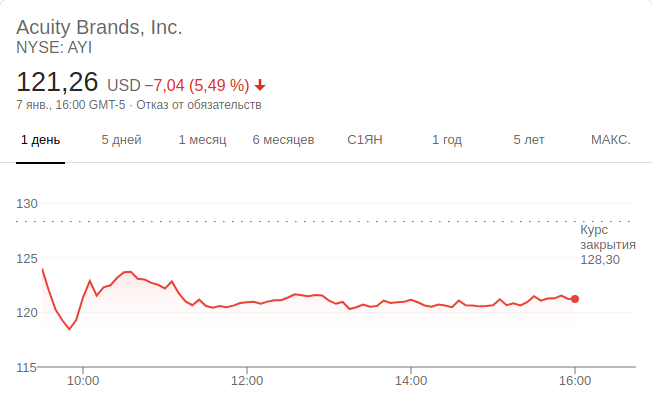 Acuity Brands, Inc.
NYSE: AYI
121,26 USD −7,04 (5,49 %)
7 янв., 16:00 GMT-5 · Отказ от обязательств
1 день 5 дней 1 месяц 6 месяцев С1ЯН 1 год 5 лет МАКС.
130
Курс
закрытия
128,30
125
120
115
10:00 12:00 14:00 16:00